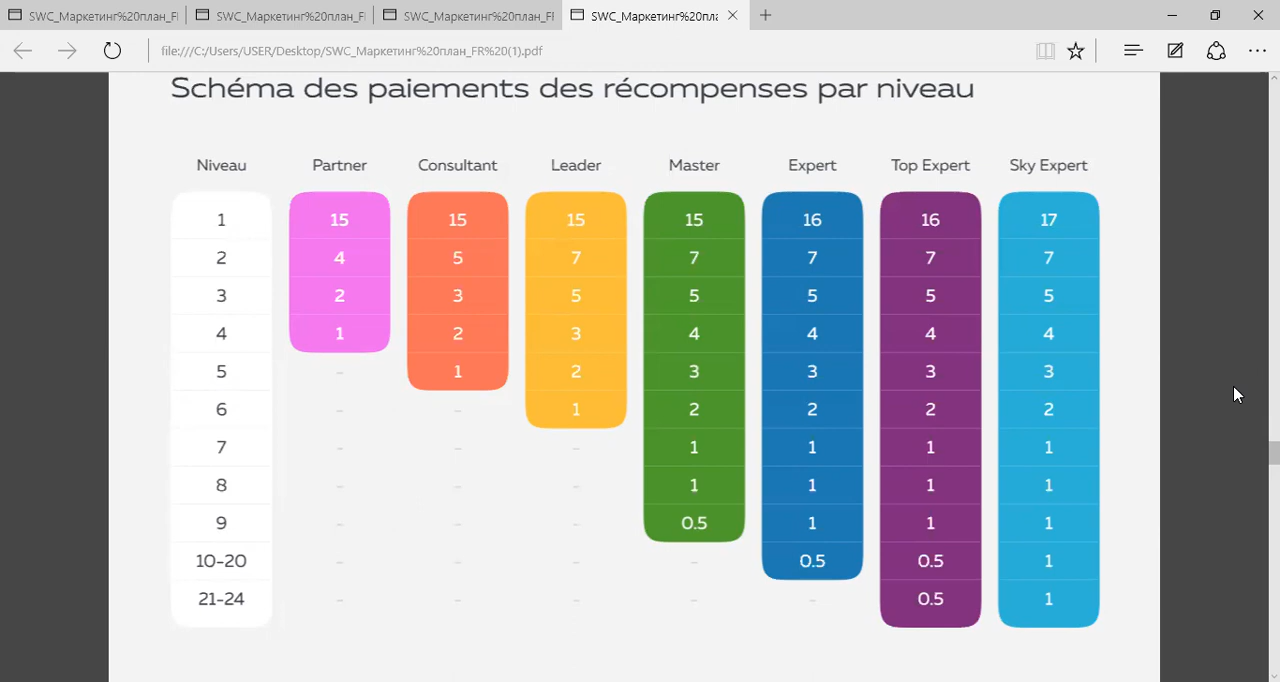 SWC_Маркетинг%20план_FI
SWC_Маркетинг%20план_FI
SWC_Маркетинг%20план_FI
SWC_Маркетинг%20пла
file:///C:/Users/USER/Desktop/SWC_Маркетинг%20план_FR%20(1).pdf
Schéma des paiements des récompenses par niveau
Niveau Partner Consultant Leader Master Expert Top Expert Sky Expert
1 15 15 15 15 16 16 17
2 4 5 7 7 7 7 7
3 2 3 5 5 5 5 5
4 1 2 3 4 4 4 4
5 - 1 2 3 3 3 3
6 - - 1 2 2 2 2
7 - - - 1 1 1 1
8 - - - 1 1 1 1
9 - - - 0.5 1 1 1
10-20 - - - - 0.5 0.5 1
21-24 - - - - - 0.5 1